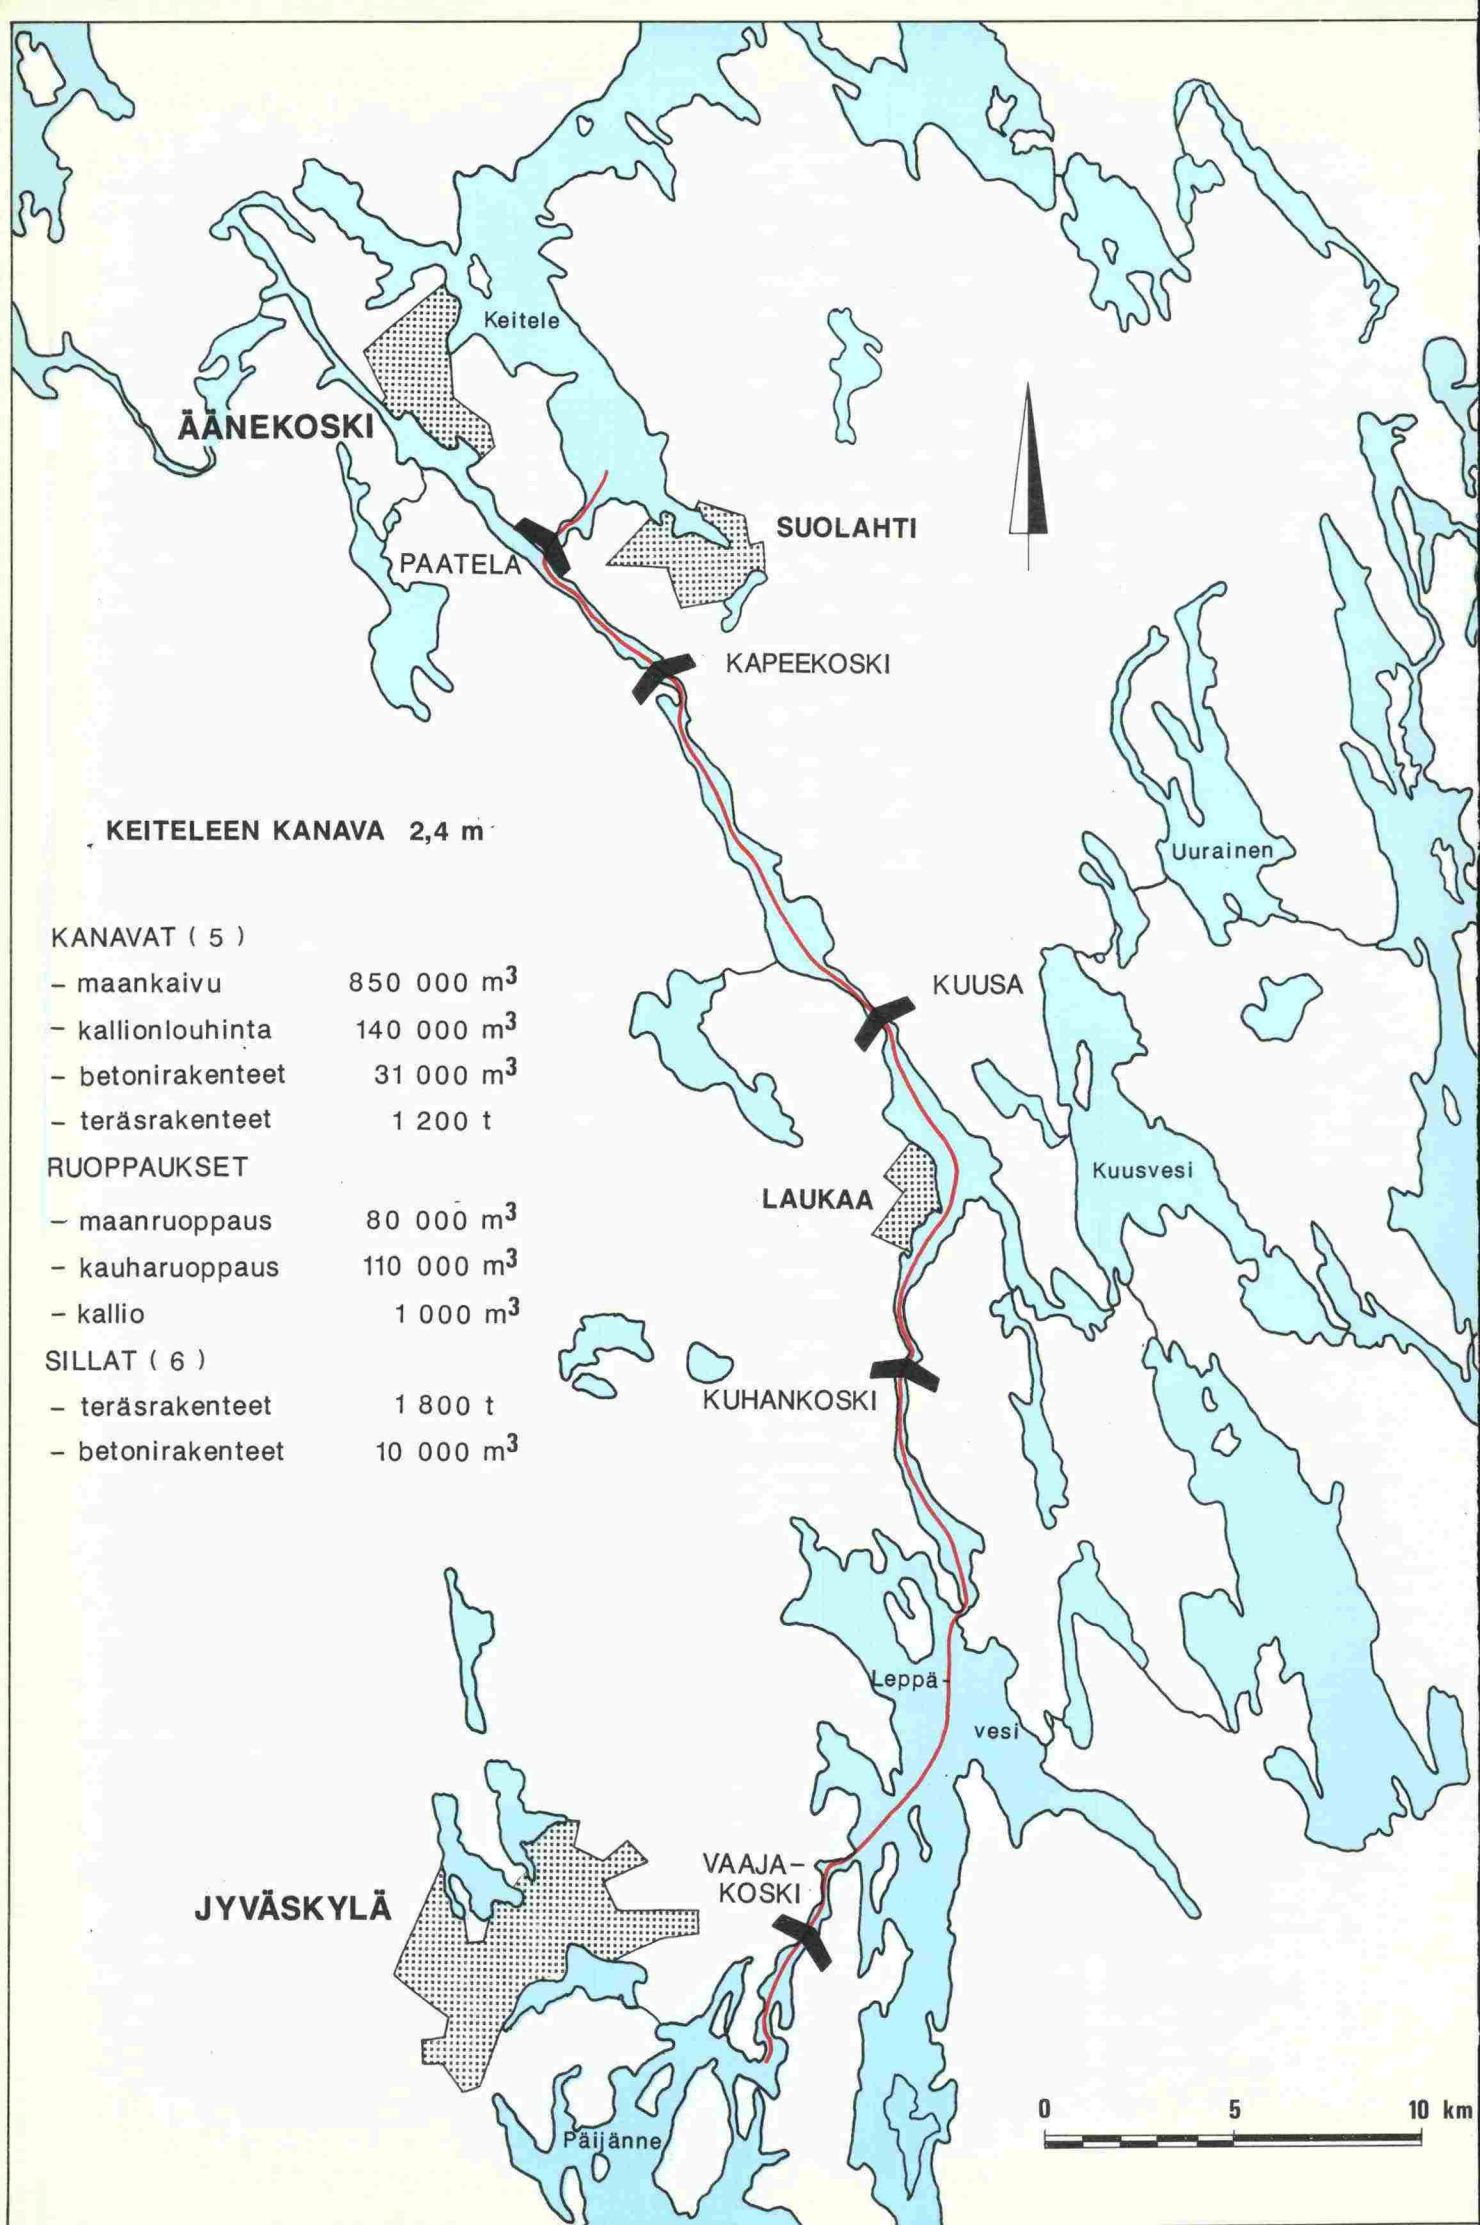 Keitele
ÄÄNEKOSKI
SUOLAHTI
PAATELA
KAPEEKOSKI
KEITELEEN KANAVA 2,4 m
Uurainen
KANAVAT ( 5 )
– maankaivu 850 000 m³
– kallionlouhinta 140 000 m³
– betonirakenteet 31 000 m³
– teräsrakenteet 1 200 t
RUOPPAUKSET
– maanruoppaus 80 000 m³
– kauharuoppaus 110 000 m³
– kallio 1 000 m³
SILLAT ( 6 )
– teräsrakenteet 1 800 t
– betonirakenteet 10 000 m³
KUUSA
Kuusvesi
LAUKAA
KUHANKOSKI
Leppä-
vesi
VAAJA-
KOSKI
JYVÄSKYLÄ
Päijänne
0 5 10 km